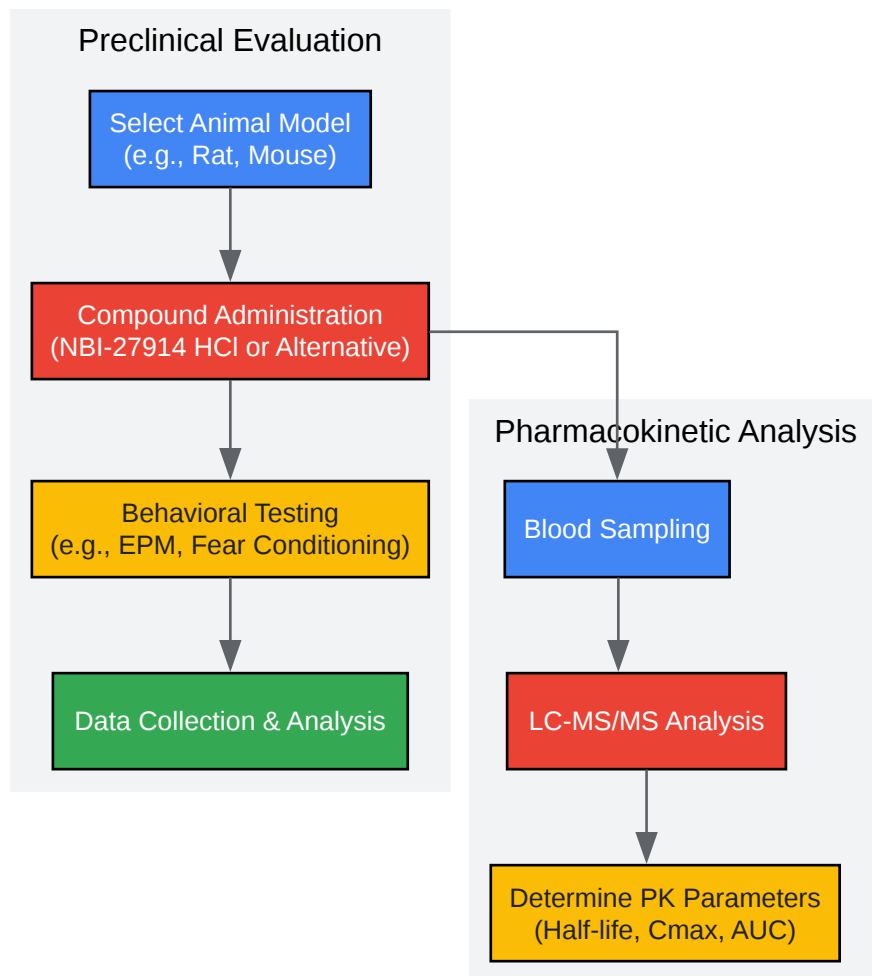 Preclinical Evaluation
Select Animal Model
(e.g., Rat, Mouse)
Compound Administration
(NBI-27914 HCl or Alternative)
Behavioral Testing
(e.g., EPM, Fear Conditioning)
Data Collection & Analysis
Pharmacokinetic Analysis
Blood Sampling
LC-MS/MS Analysis
Determine PK Parameters
(Half-life, Cmax, AUC)